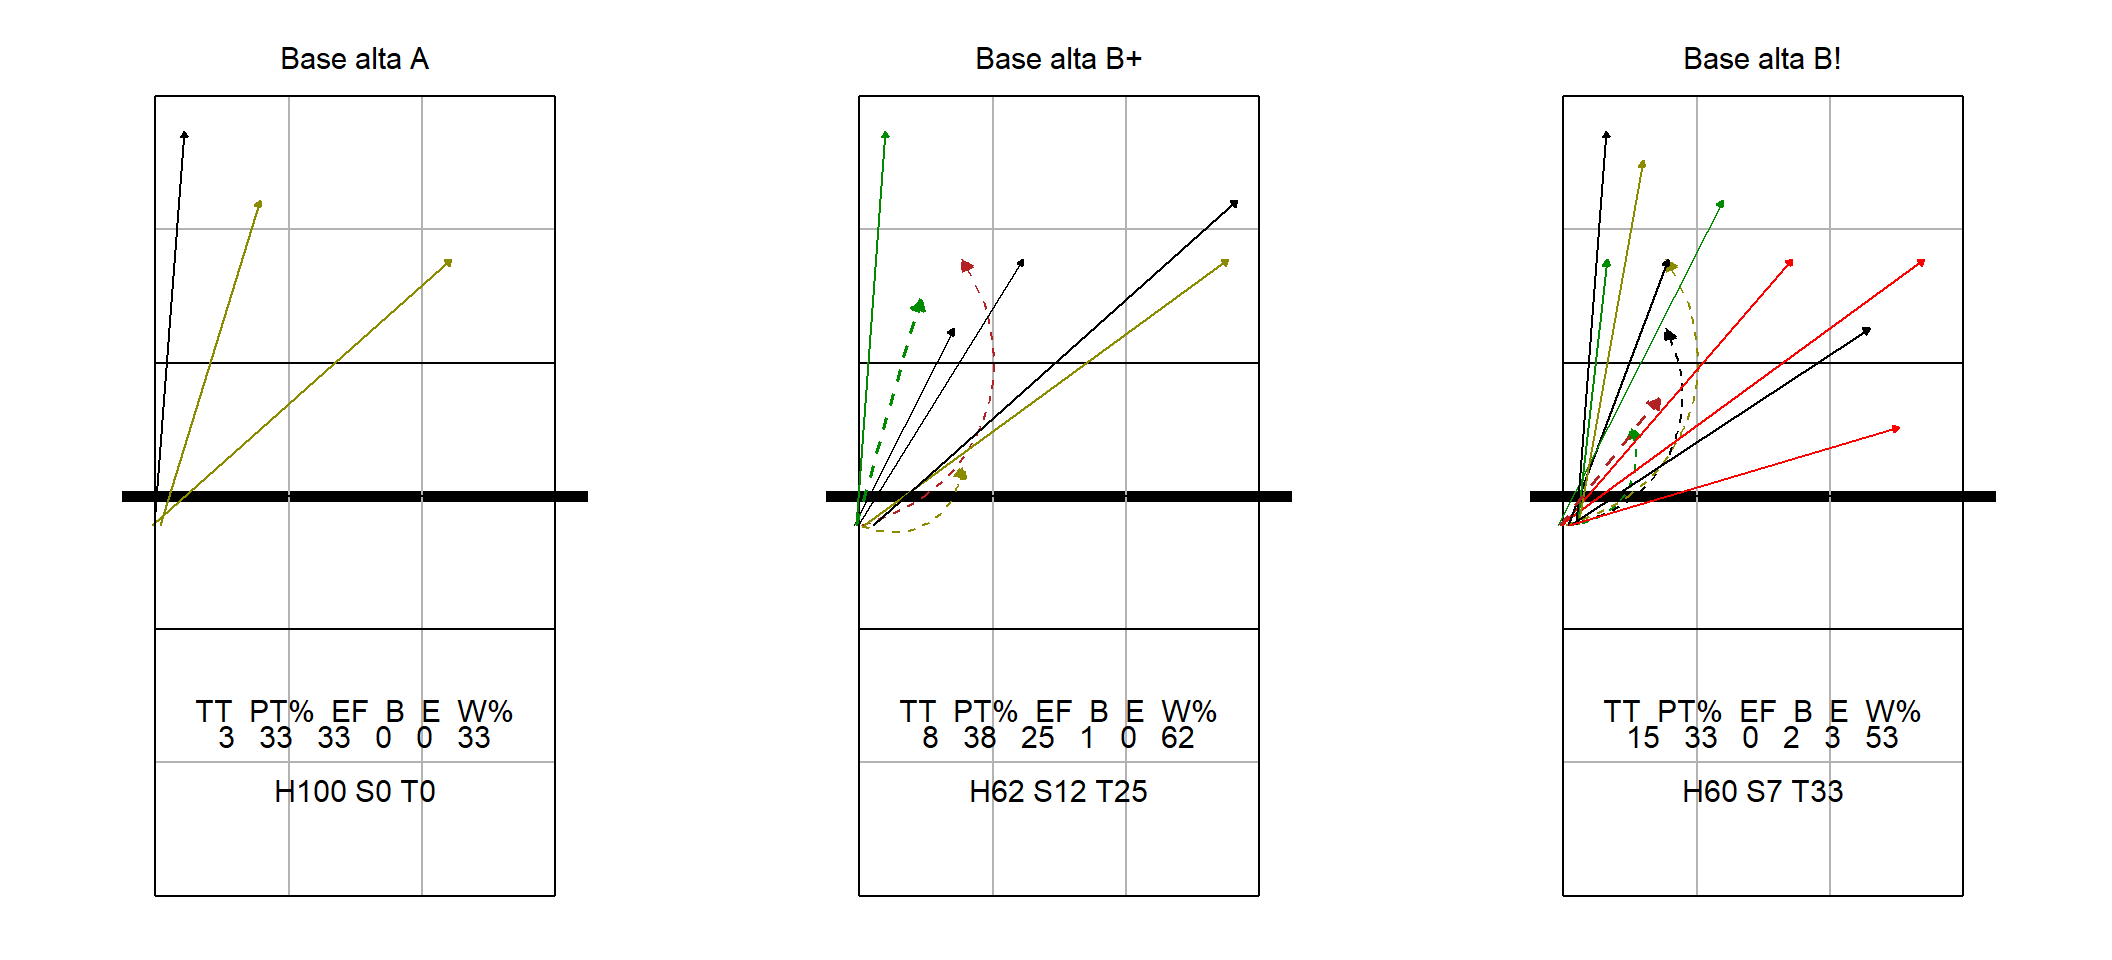 Base alta A
TT PT% EF B E W%
3 33 33 0 0 33
H100 S0 T0
Base alta B+
TT PT% EF B E W%
8 38 25 1 0 62
H62 S12 T25
Base alta B!
TT PT% EF B E W%
15 33 0 2 3 53
H60 S7 T33